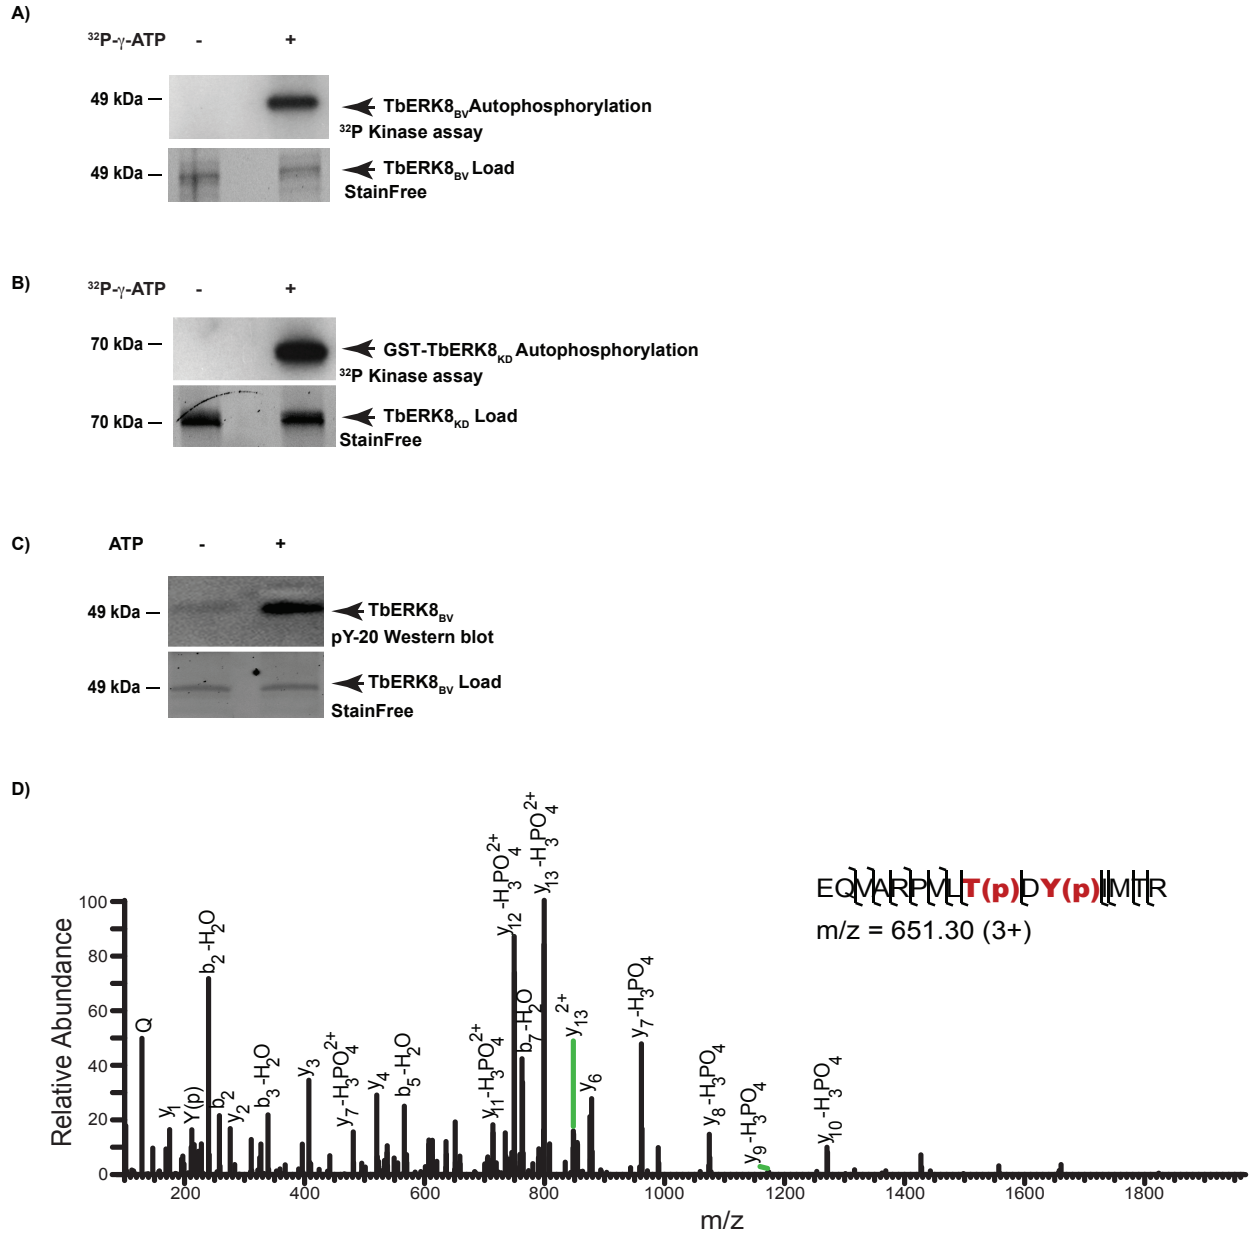 A)
32P-γ-ATP - +
49 kDa
TbERK8BV Autophosphorylation
32P Kinase assay
49 kDa
TbERK8BV Load
StainFree
B)
32P-γ-ATP - +
70 kDa
GST-TbERK8KD Autophosphorylation
32P Kinase assay
70 kDa
TbERK8KD Load
StainFree
C)
ATP - +
49 kDa
TbERK8BV
pY-20 Western blot
49 kDa
TbERK8BV Load
StainFree
D)
EQMARPMLT(p)DY(p)IMTR
m/z = 651.30 (3+)
Relative Abundance
100
80
60
40
20
0
Q
y1
Y(p)
b2-H2O
b2
y2
b3-H2O
y3
y7-H3PO4 2+
y4
b5-H2O
y11-H3PO4 2+
y12-H3PO4 2+
b7-H2O
y13-H3PO4 2+
y13 2+
y6
y7-H3PO4
y8-H3PO4
y9-H3PO4
y10-H3PO4
200 400 600 800 1000 1200 1400 1600 1800
m/z